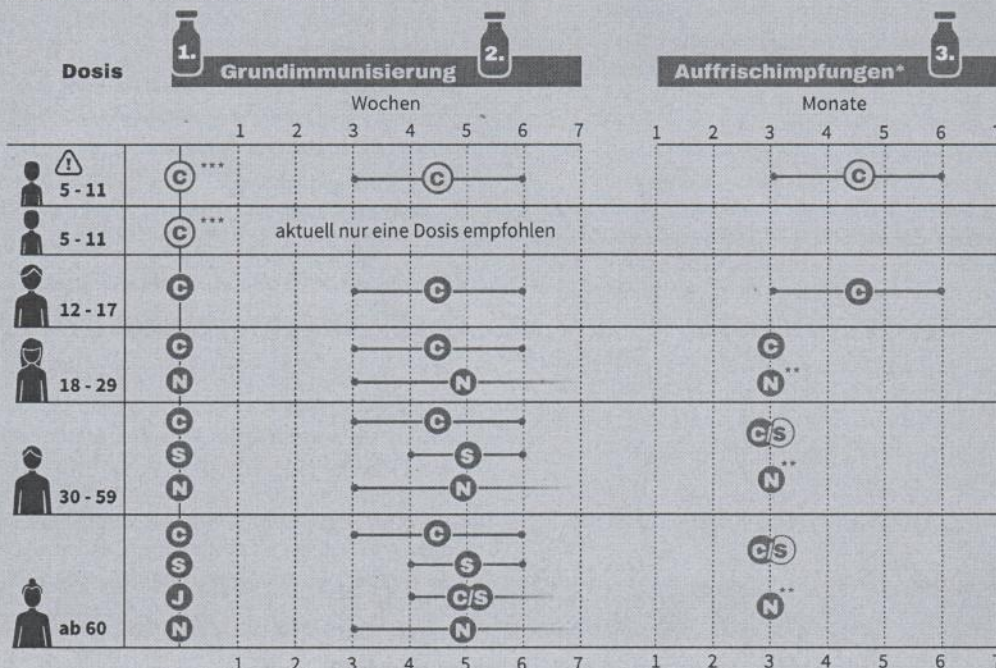 1. 2. 3.
Dosis Grundimmunisierung Auffrischimpfungen*
Wochen Monate
1 2 3 4 5 6 7 1 2 3 4 5 6 7
5 - 11 C *** C C
5 - 11 C *** aktuell nur eine Dosis empfohlen
12 - 17 C C C
C C C
18 - 29 N N N **
C C C/S
S S
30 - 59 N N N **
C C C/S
S S
J C/S N **
ab 60 N N
1 2 3 4 5 6 7 1 2 3 4 5 6 7